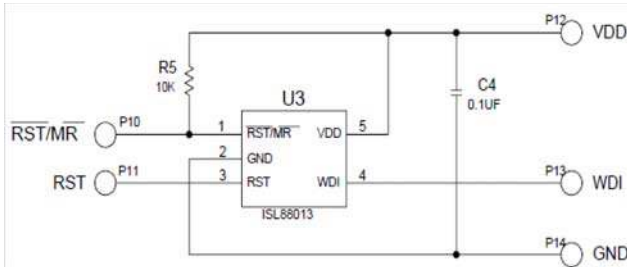 P12 VDD
R5
10K
U3
C4
0.1UF
RST/MR P10 1 RST/MR VDD 5
2 GND
RST P11 3 RST WDI 4 P13 WDI
ISL88013
P14 GND